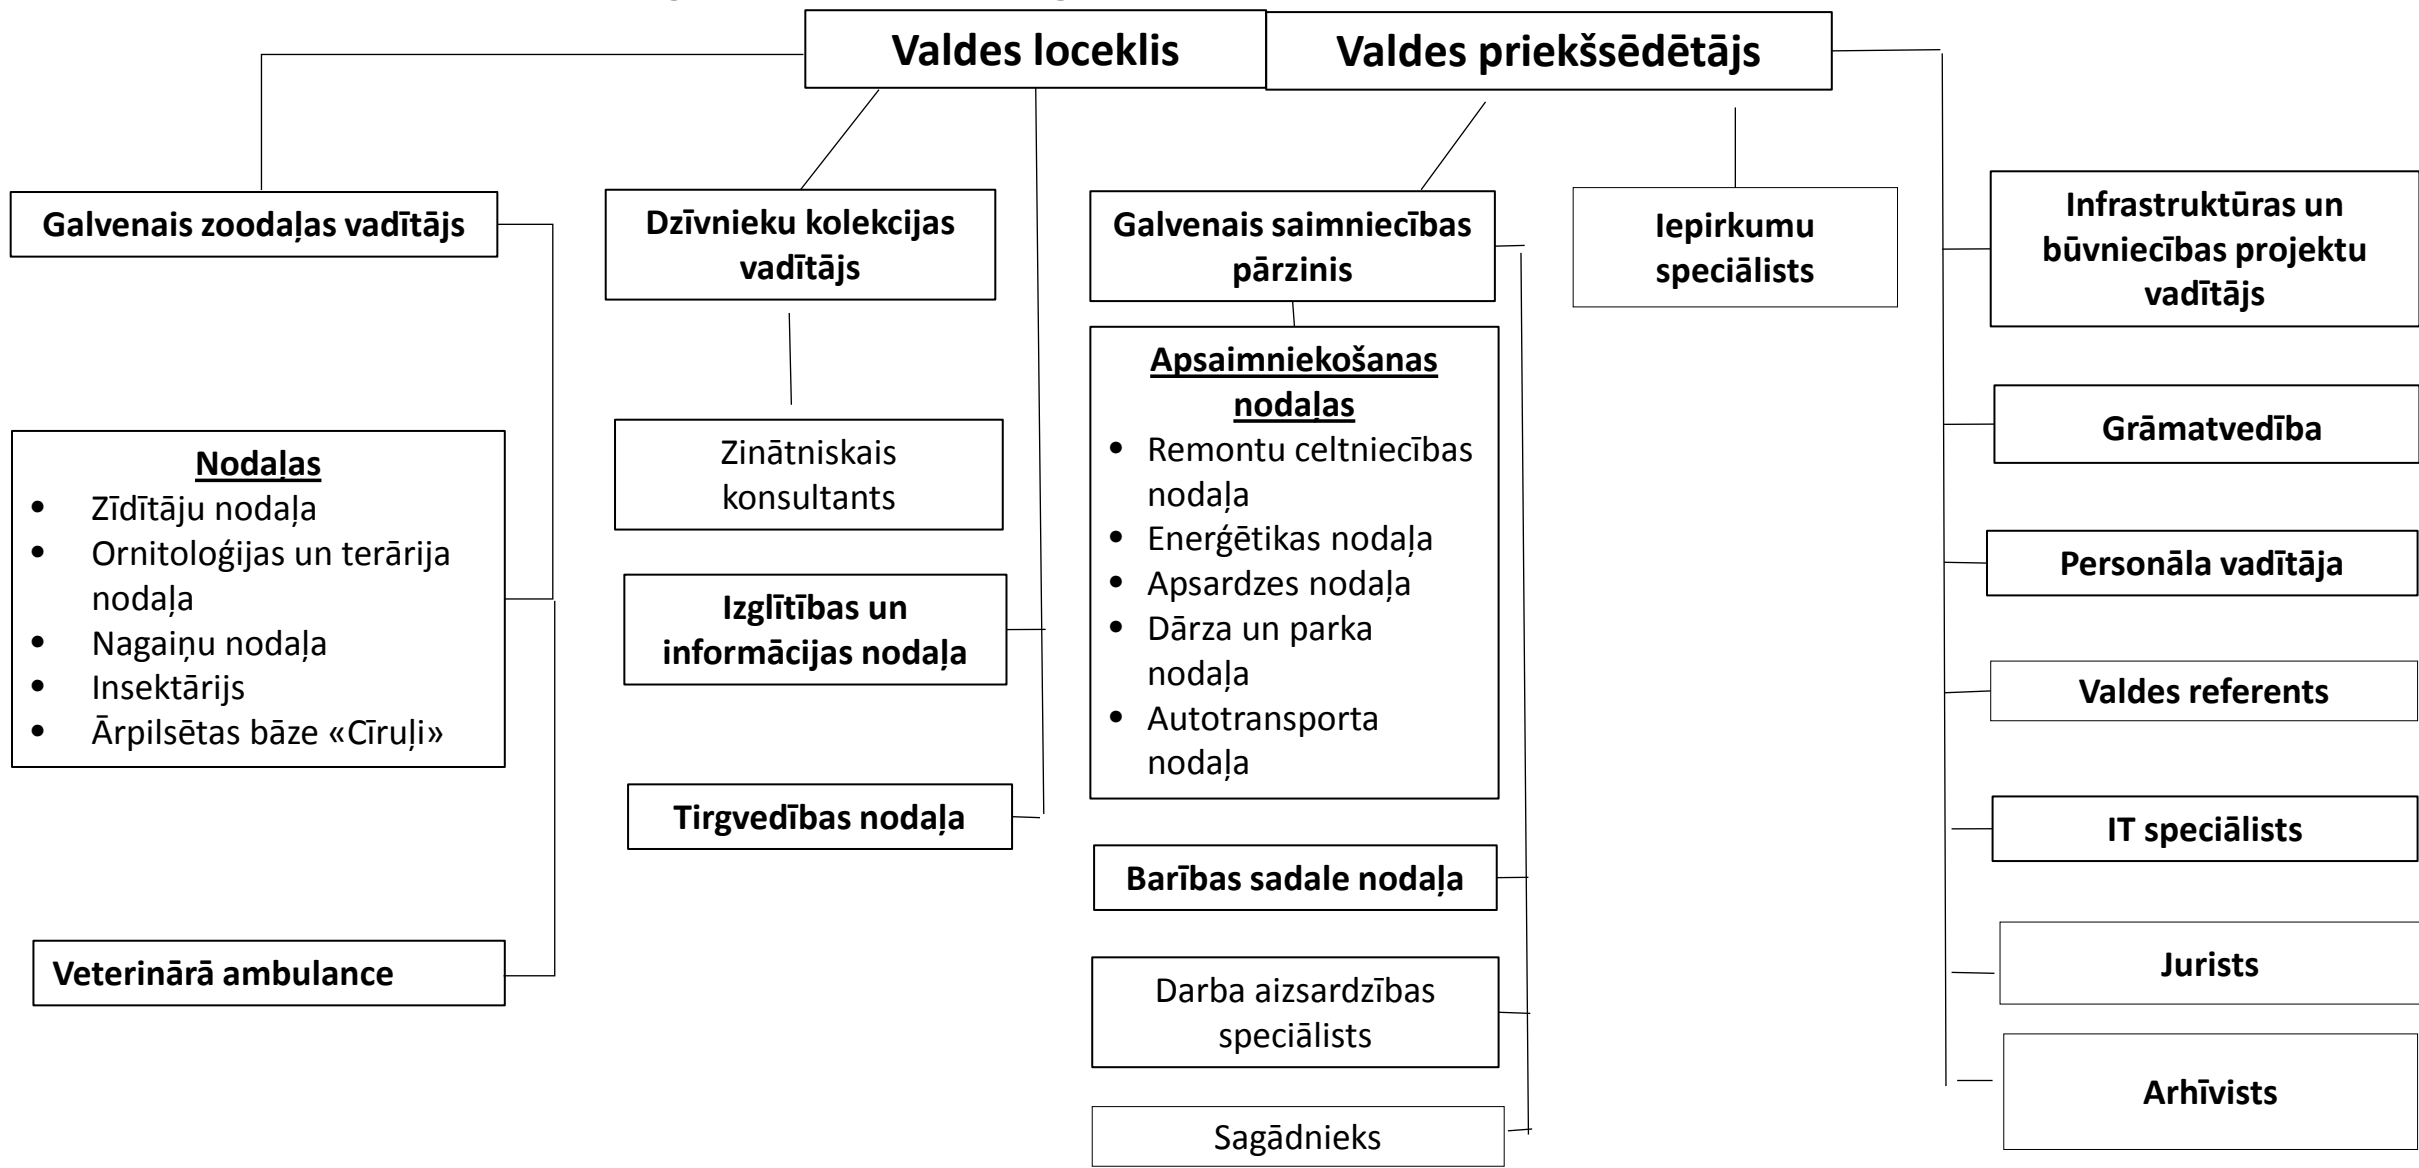 Valdes loceklis
Valdes priekšsēdētājs
Galvenais zoodaļas vadītājs
Nodaļas
• Zīdītāju nodaļa
• Ornitoloģijas un terārija
nodaļa
• Nagaiņu nodaļa
• Insektārijs
• Ārpilsētas bāze «Cīruļi»
Veterinārā ambulance
Dzīvnieku kolekcijas
vadītājs
Zinātniskais
konsultants
Izglītības un
informācijas nodaļa
Tirgvedības nodaļa
Galvenais saimniecības
pārzinis
Apsaimniekošanas
nodaļas
• Remontu celtniecības
nodaļa
• Enerģētikas nodaļa
• Apsardzes nodaļa
• Dārza un parka
nodaļa
• Autotransporta
nodaļa
Barības sadale nodaļa
Darba aizsardzības
speciālists
Sagādnieks
Iepirkumu
speciālists
Infrastruktūras un
būvniecības projektu
vadītājs
Grāmatvedība
Personāla vadītāja
Valdes referents
IT speciālists
Jurists
Arhīvists